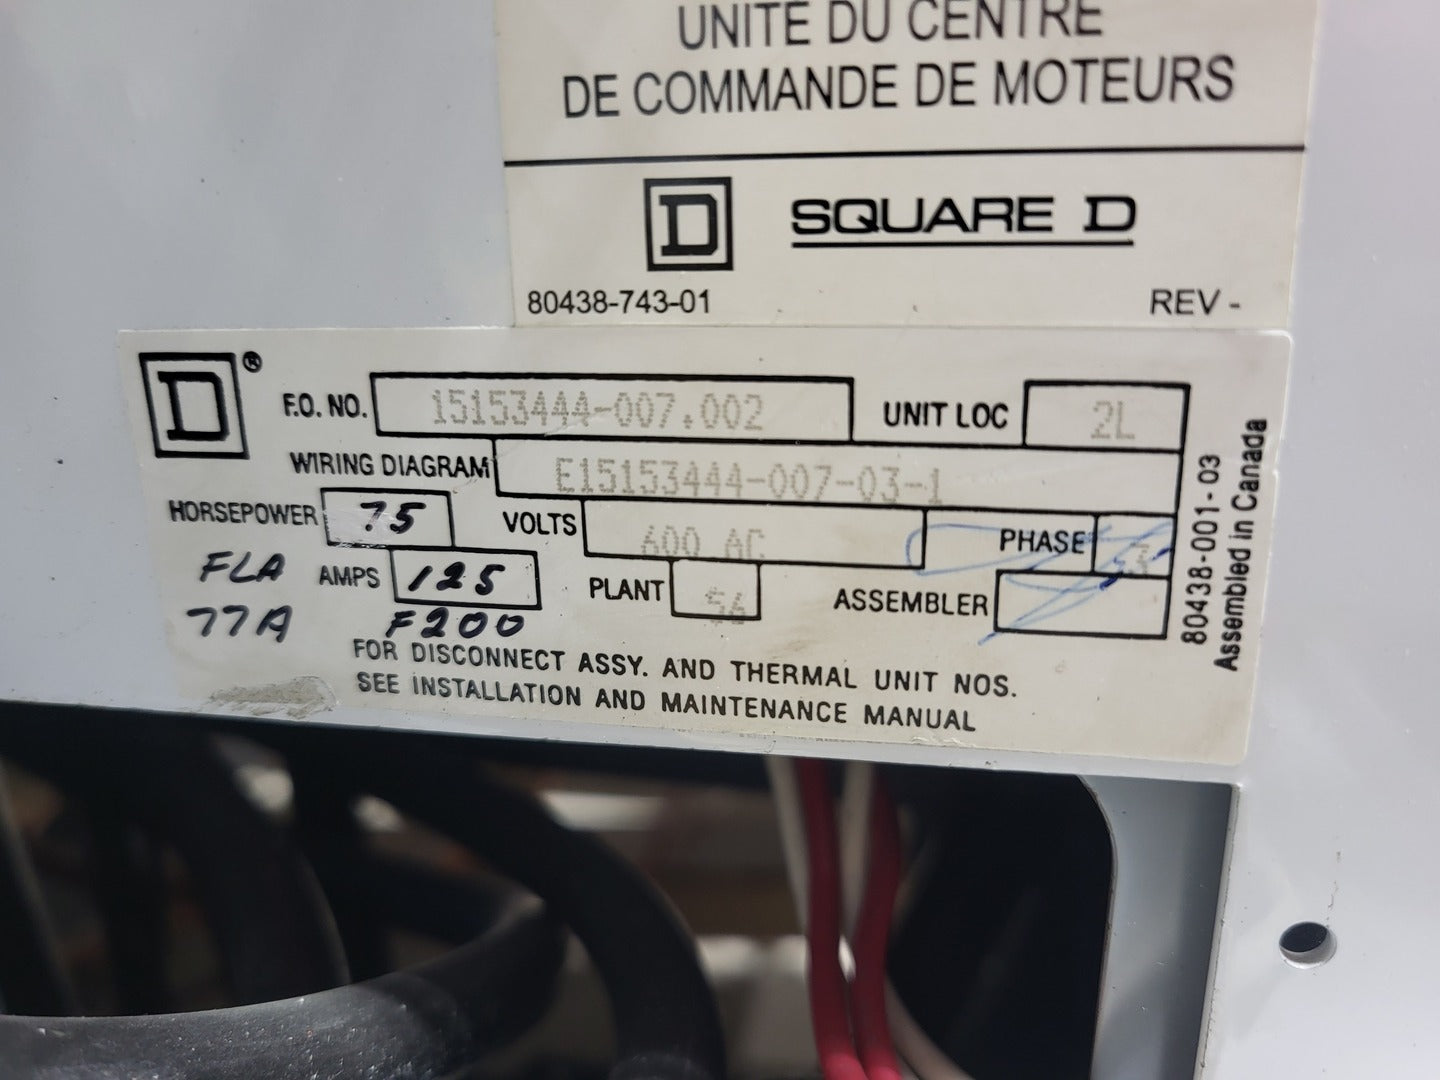 UNITÉ DU CENTRE
DE COMMANDE DE MOTEURS
D SQUARE D
80438-743-01 REV -
D ® F.O. NO. 15153444-007.002 UNIT LOC 2L
WIRING DIAGRAM E15153444-007-03-1
HORSEPOWER 75 VOLTS 600 AC PHASE 3
FLA AMPS 125 PLANT 56 ASSEMBLER
77A F200
FOR DISCONNECT ASSY. AND THERMAL UNIT NOS.
SEE INSTALLATION AND MAINTENANCE MANUAL
80438-001-03
Assembled in Canada